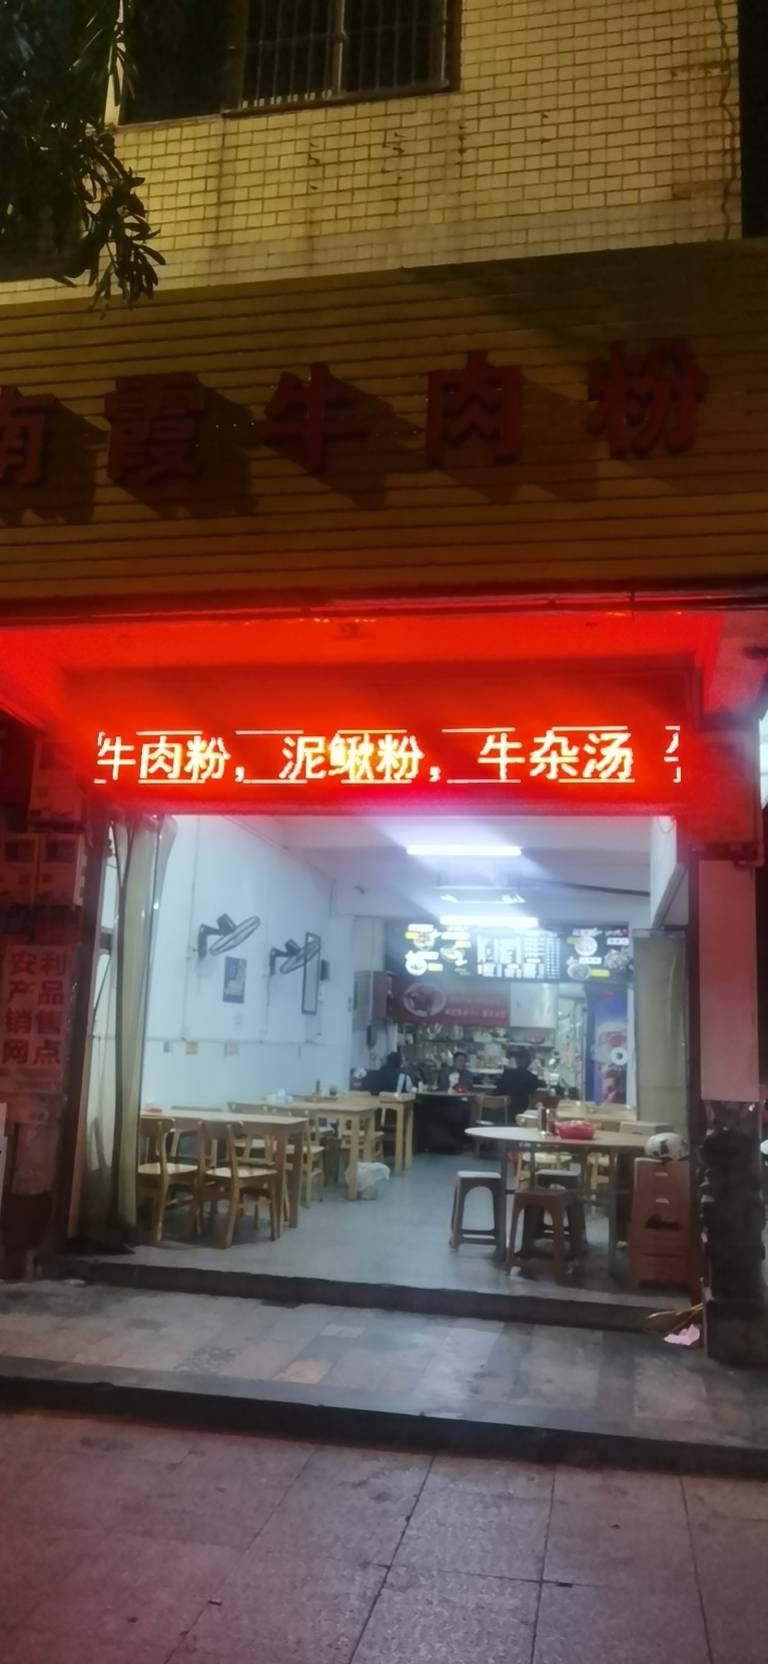 南霞牛肉粉
牛肉粉，泥鳅粉，牛杂汤
安利
产品
销售
网点